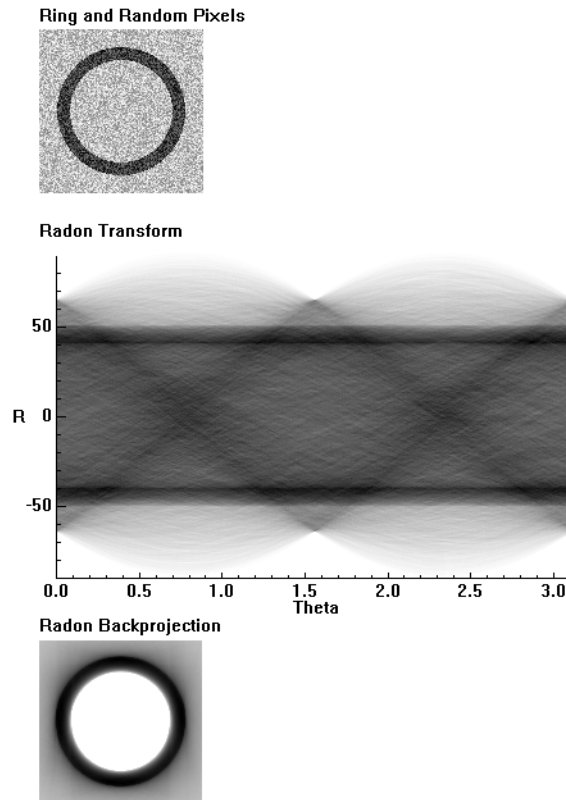 Ring and Random Pixels
Radon Transform
50
R 0
-50
0.0 0.5 1.0 1.5 2.0 2.5 3.0
Theta
Radon Backprojection